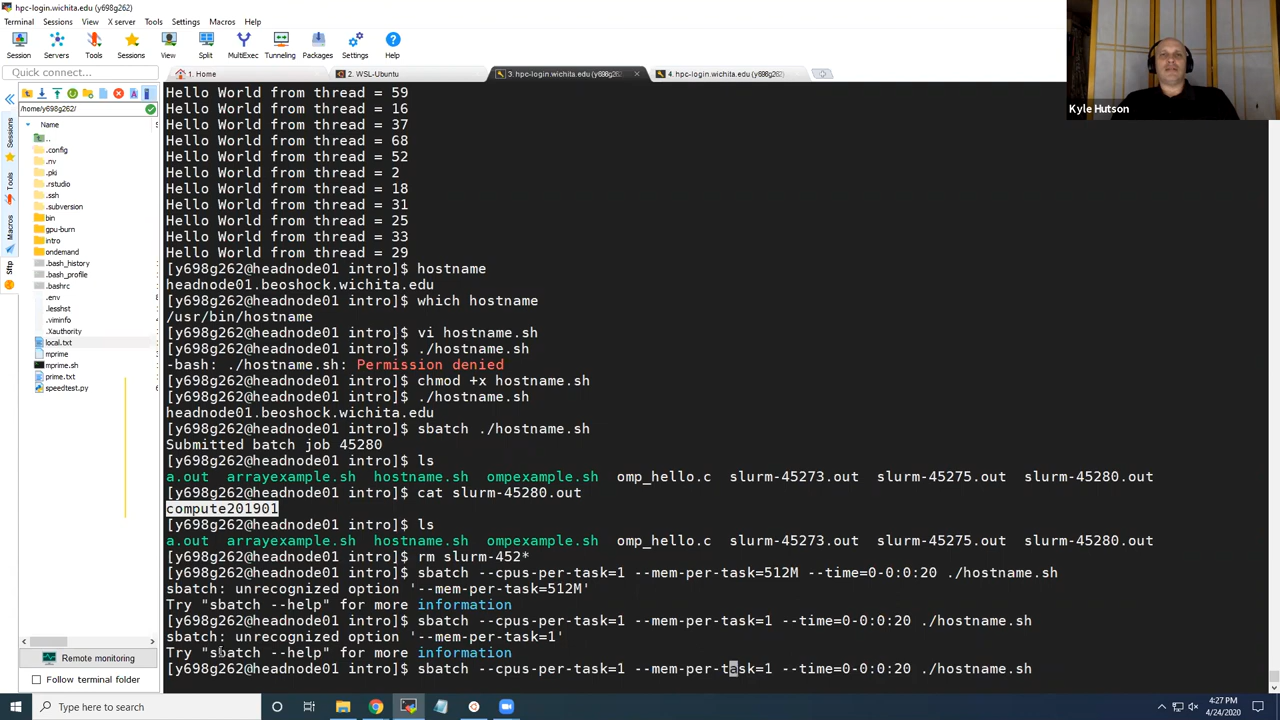 hpc-login.wichita.edu (y698g262)
Terminal Sessions View X server Tools Settings Macros Help
Session Servers Tools Sessions View Split MultiExec Tunneling Packages Settings Help
Quick connect...
1. Home
2. WSL-Ubuntu
3. hpc-login.wichita.edu (y698g262
4. hpc-login.wichita.edu (y698g262)
Kyle Hutson
/home/y698g262/
Name
..
.config
.nv
.pki
.rstudio
.ssh
.subversion
bin
gpu-burn
intro
ondemand
.bash_history
.bash_profile
.bashrc
.env
.lesshst
.viminfo
.Xauthority
local.txt
mprime
mprime.sh
prime.txt
speedtest.py
Sessions
Tools
Macros
Sftp
Remote monitoring
Follow terminal folder
Hello World from thread = 59
Hello World from thread = 16
Hello World from thread = 37
Hello World from thread = 68
Hello World from thread = 52
Hello World from thread = 2
Hello World from thread = 18
Hello World from thread = 31
Hello World from thread = 25
Hello World from thread = 33
Hello World from thread = 29
[y698g262@headnode01 intro]$ hostname
headnode01.beoshock.wichita.edu
[y698g262@headnode01 intro]$ which hostname
/usr/bin/hostname
[y698g262@headnode01 intro]$ vi hostname.sh
[y698g262@headnode01 intro]$ ./hostname.sh
-bash: ./hostname.sh: Permission denied
[y698g262@headnode01 intro]$ chmod +x hostname.sh
[y698g262@headnode01 intro]$ ./hostname.sh
headnode01.beoshock.wichita.edu
[y698g262@headnode01 intro]$ sbatch ./hostname.sh
Submitted batch job 45280
[y698g262@headnode01 intro]$ ls
a.out arrayexample.sh hostname.sh ompexample.sh omp_hello.c slurm-45273.out slurm-45275.out slurm-45280.out
[y698g262@headnode01 intro]$ cat slurm-45280.out
compute201901
[y698g262@headnode01 intro]$ ls
a.out arrayexample.sh hostname.sh ompexample.sh omp_hello.c slurm-45273.out slurm-45275.out slurm-45280.out
[y698g262@headnode01 intro]$ rm slurm-452*
[y698g262@headnode01 intro]$ sbatch --cpus-per-task=1 --mem-per-task=512M --time=0-0:0:20 ./hostname.sh
sbatch: unrecognized option '--mem-per-task=512M'
Try "sbatch --help" for more information
[y698g262@headnode01 intro]$ sbatch --cpus-per-task=1 --mem-per-task=1 --time=0-0:0:20 ./hostname.sh
sbatch: unrecognized option '--mem-per-task=1'
Try "sbatch --help" for more information
[y698g262@headnode01 intro]$ sbatch --cpus-per-task=1 --mem-per-task=1 --time=0-0:0:20 ./hostname.sh
Type here to search
4:27 PM
4/24/2020